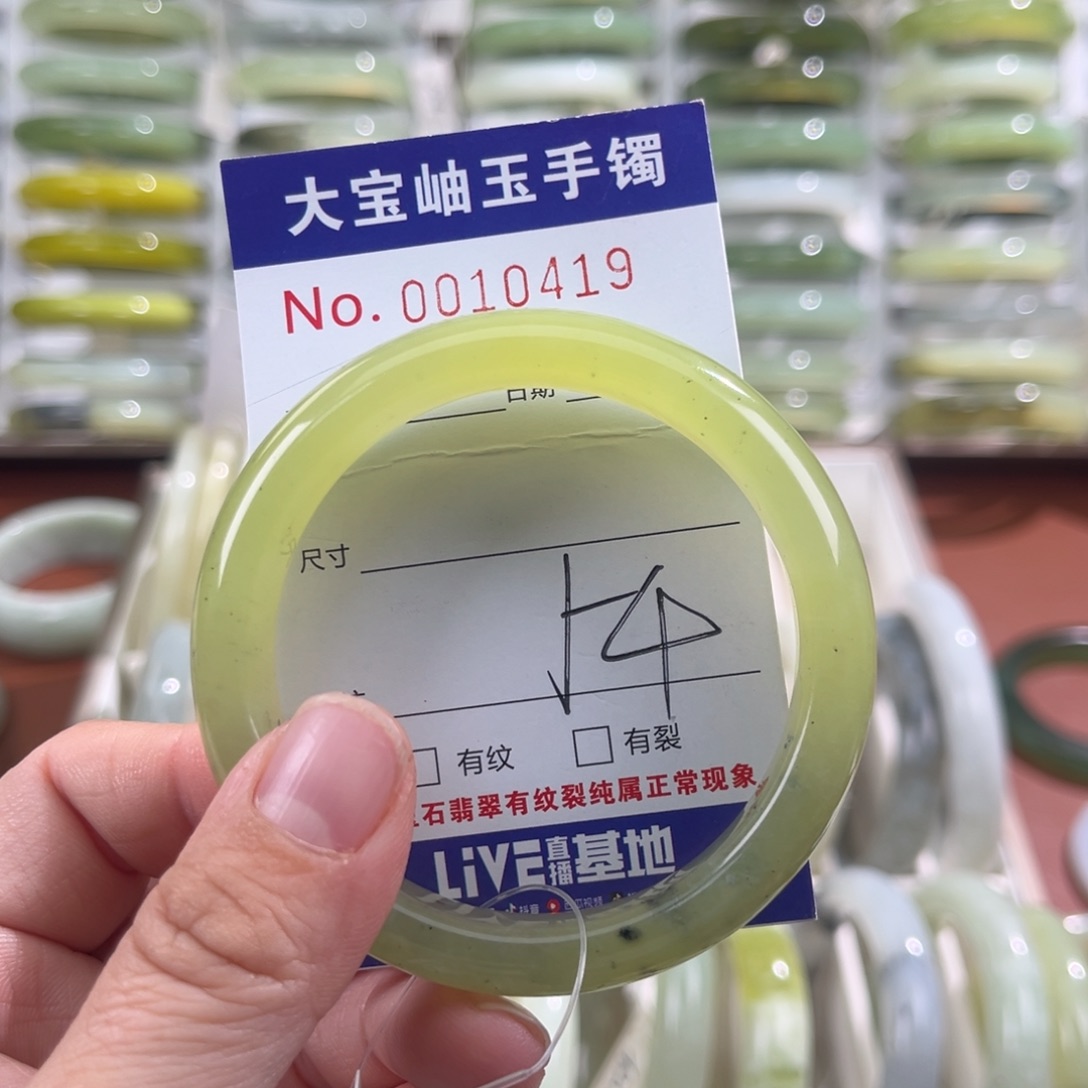 大宝岫玉手镯
No. 0010419
日期
尺寸
有纹 有裂
石翡翠有纹裂纯属正常现象
LiVE直播基地